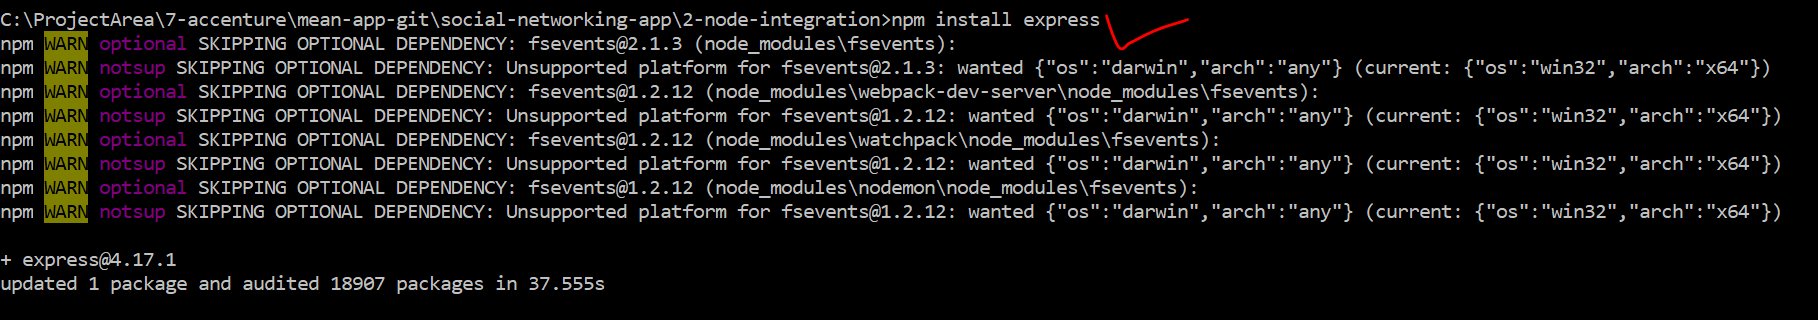 C:\ProjectArea\7-accenture\mean-app-git\social-networking-app\2-node-integration>npm install express
npm WARN optional SKIPPING OPTIONAL DEPENDENCY: fsevents@2.1.3 (node_modules\fsevents):
npm WARN notsup SKIPPING OPTIONAL DEPENDENCY: Unsupported platform for fsevents@2.1.3: wanted {"os":"darwin","arch":"any"} (current: {"os":"win32","arch":"x64"})
npm WARN optional SKIPPING OPTIONAL DEPENDENCY: fsevents@1.2.12 (node_modules\webpack-dev-server\node_modules\fsevents):
npm WARN notsup SKIPPING OPTIONAL DEPENDENCY: Unsupported platform for fsevents@1.2.12: wanted {"os":"darwin","arch":"any"} (current: {"os":"win32","arch":"x64"})
npm WARN optional SKIPPING OPTIONAL DEPENDENCY: fsevents@1.2.12 (node_modules\watchpack\node_modules\fsevents):
npm WARN notsup SKIPPING OPTIONAL DEPENDENCY: Unsupported platform for fsevents@1.2.12: wanted {"os":"darwin","arch":"any"} (current: {"os":"win32","arch":"x64"})
npm WARN optional SKIPPING OPTIONAL DEPENDENCY: fsevents@1.2.12 (node_modules\nodemon\node_modules\fsevents):
npm WARN notsup SKIPPING OPTIONAL DEPENDENCY: Unsupported platform for fsevents@1.2.12: wanted {"os":"darwin","arch":"any"} (current: {"os":"win32","arch":"x64"})
+ express@4.17.1
updated 1 package and audited 18907 packages in 37.555s